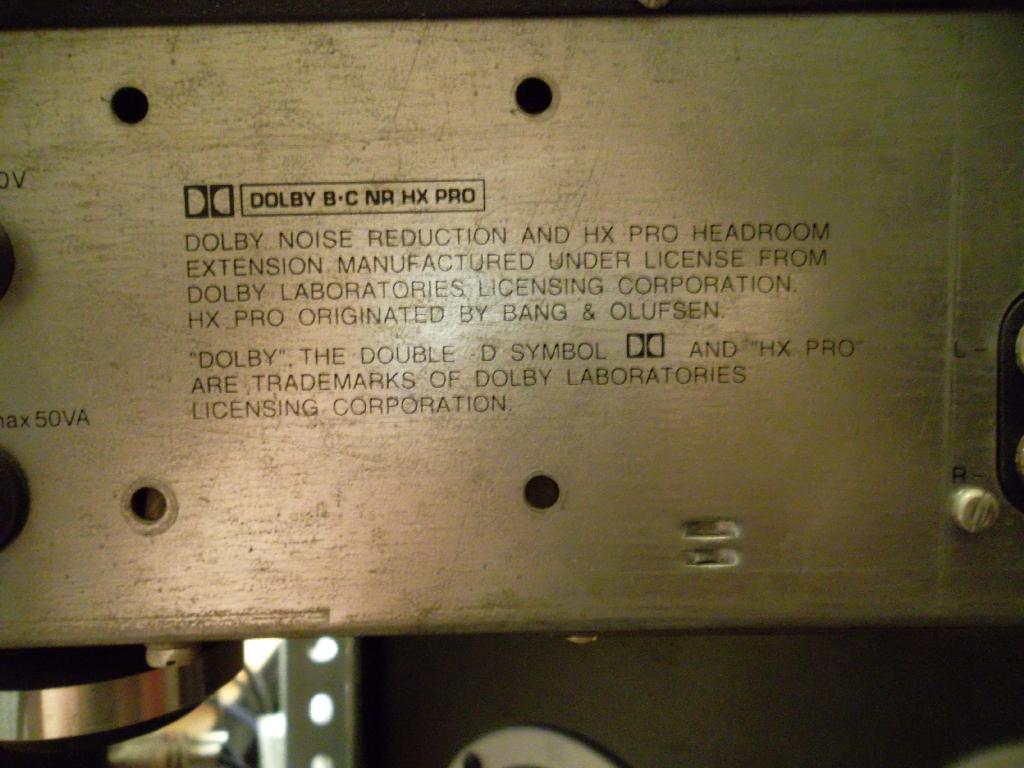 0V
DOLBY B·C NR HX PRO
DOLBY NOISE REDUCTION AND HX PRO HEADROOM
EXTENSION MANUFACTURED UNDER LICENSE FROM
DOLBY LABORATORIES LICENSING CORPORATION.
HX PRO ORIGINATED BY BANG & OLUFSEN.
"DOLBY", THE DOUBLE -D SYMBOL AND "HX PRO"
ARE TRADEMARKS OF DOLBY LABORATORIES
LICENSING CORPORATION.
max 50VA
L -
R -